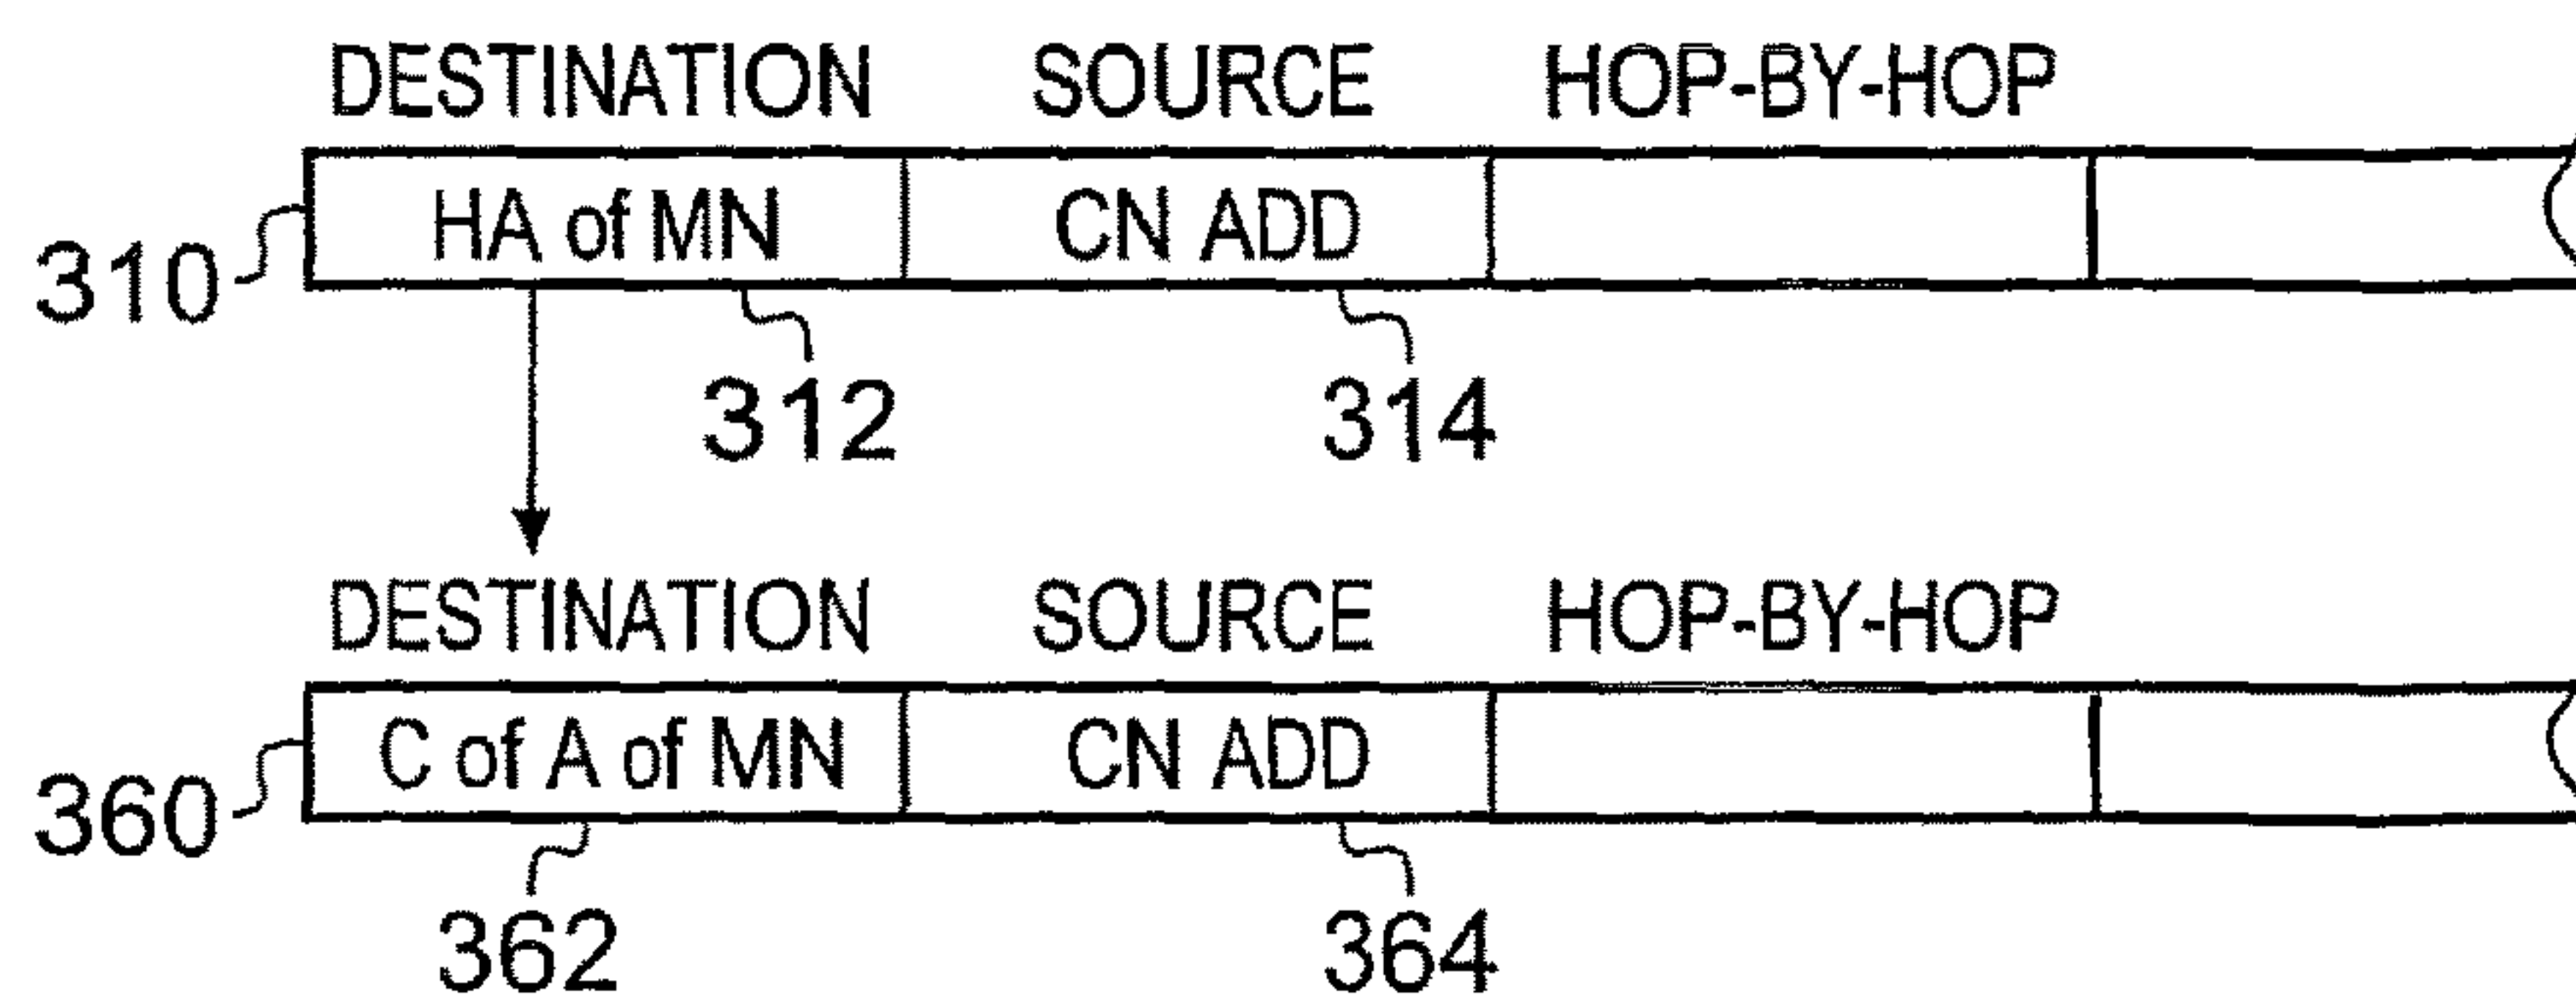 DESTINATION SOURCE HOP-BY-HOP
HA of MN CN ADD
310
312 314
DESTINATION SOURCE HOP-BY-HOP
C of A of MN CN ADD
360
362 364